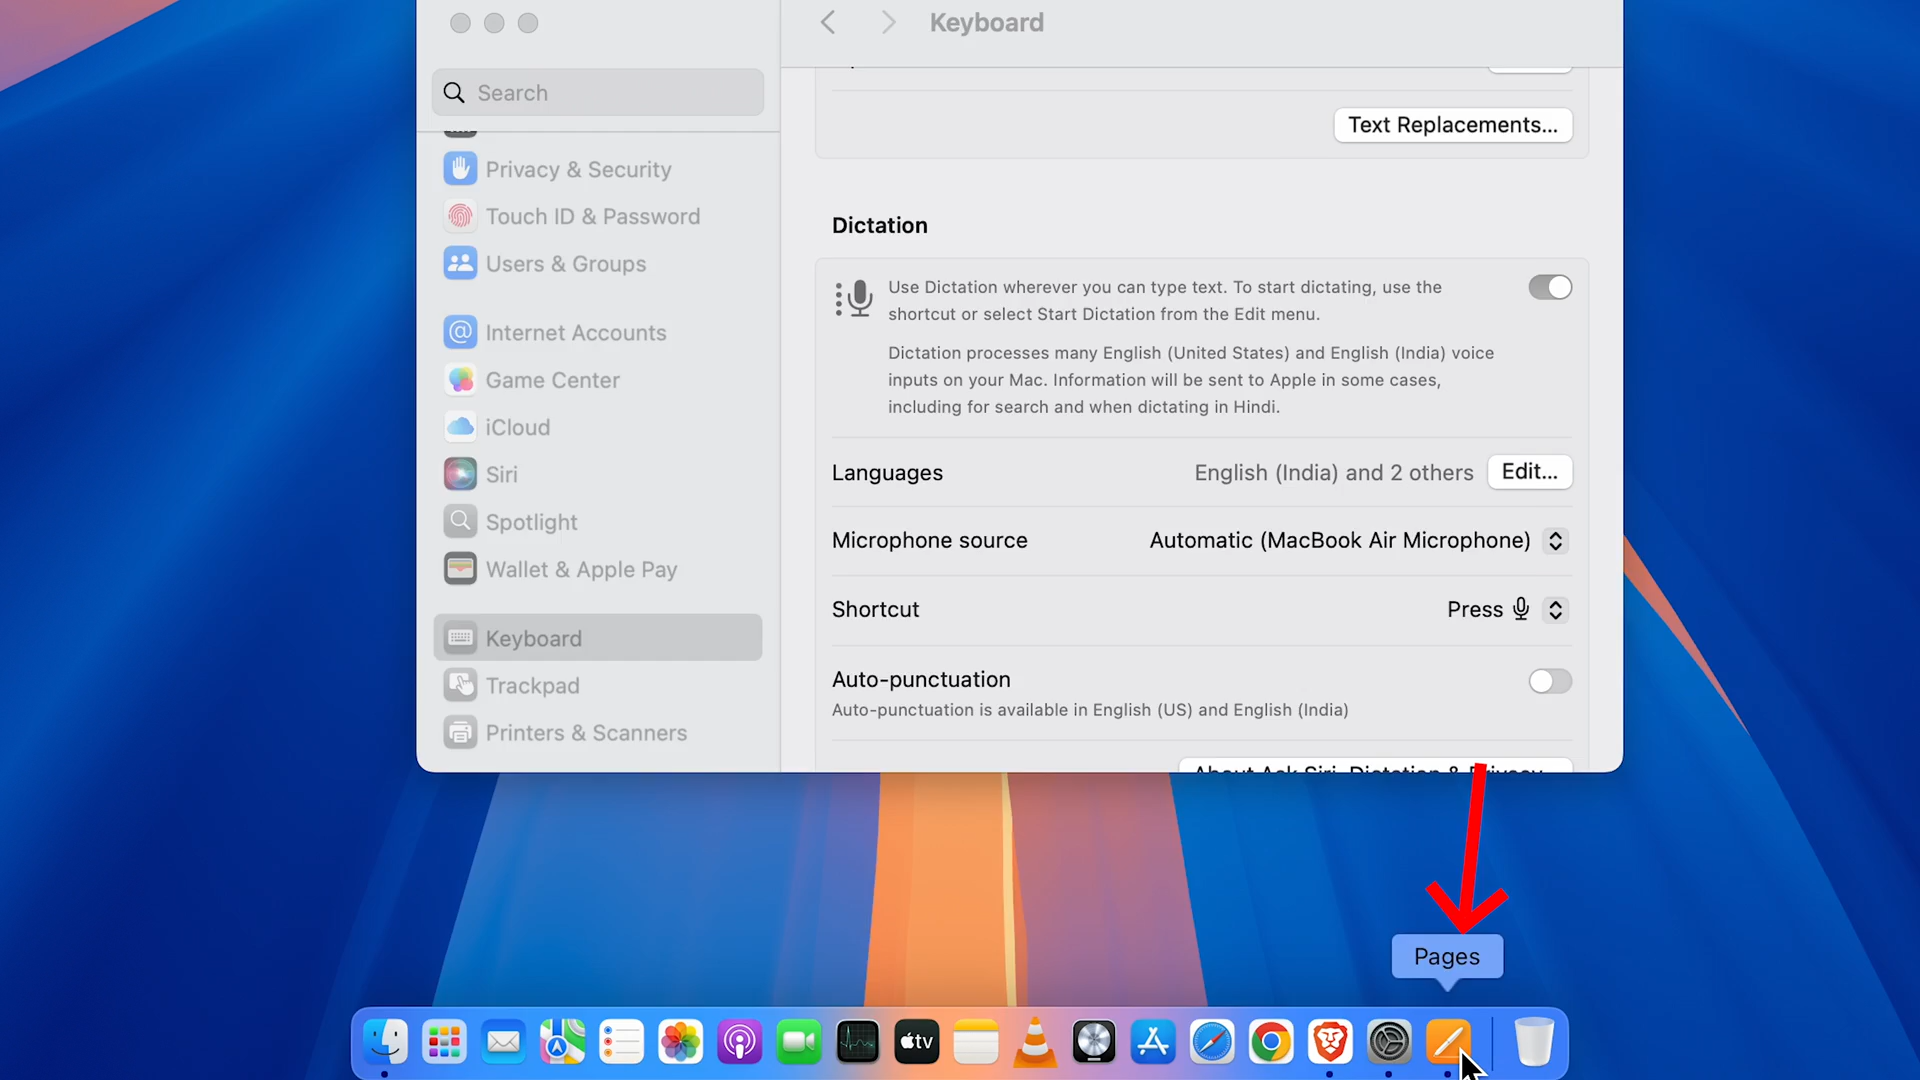 Keyboard
Search
Privacy & Security
Touch ID & Password
Users & Groups
Internet Accounts
Game Center
iCloud
Siri
Spotlight
Wallet & Apple Pay
Keyboard
Trackpad
Printers & Scanners
Text Replacements...
Dictation
Use Dictation wherever you can type text. To start dictating, use the
shortcut or select Start Dictation from the Edit menu.
Dictation processes many English (United States) and English (India) voice
inputs on your Mac. Information will be sent to Apple in some cases,
including for search and when dictating in Hindi.
Languages English (India) and 2 others Edit...
Microphone source Automatic (MacBook Air Microphone)
Shortcut Press
Auto-punctuation
Auto-punctuation is available in English (US) and English (India)
About Ask Siri, Dictation & Privacy...
Pages
tv